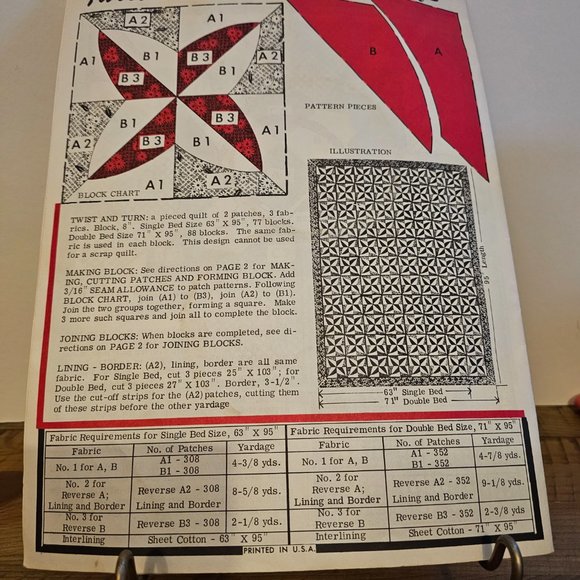 A1
A2
A1
B3
B1
B3
B1
A2
B1
A1
B1
B3
A2
B3
A1
A2
A1
BLOCK CHART
B
A
PATTERN PIECES
ILLUSTRATION
95" Length
63" Single Bed
71" Double Bed
TWIST AND TURN: a pieced quilt of 2 patches, 3 fab-
rics. Block, 8". Single Bed Size 63" X 95", 77 blocks.
Double Bed Size 71" X 95", 88 blocks. The same fab-
ric is used in each block. This design cannot be used
for a scrap quilt.
MAKING BLOCK: See directions on PAGE 2 for MAK-
ING, CUTTING PATCHES AND FORMING BLOCK. Add
3/16" SEAM ALLOWANCE to patch patterns. Following
BLOCK CHART, join (A1) to (B3), join (A2) to (B1).
Join the two groups together, forming a square. Make
3 more such squares and join all to complete the block.
JOINING BLOCKS: When blocks are completed, see di-
rections on PAGE 2 for JOINING BLOCKS.
LINING - BORDER: (A2), lining, border are all same
fabric. For Single Bed, cut 3 pieces 25" X 103"; for
Double Bed, cut 3 pieces 27" X 103". Border, 3-1/2".
Use the cut-off strips for the (A2) patches, cutting them
of these strips before the other yardage
Fabric Requirements for Single Bed Size, 63" X 95"
Fabric No. of Patches Yardage
No. 1 for A, B A1 - 308 4-3/8 yds.
B1 - 308
No. 2 for
Reverse A; Reverse A2 - 308 8-5/8 yds.
Lining and Border Lining and Border
No. 3 for
Reverse B Reverse B3 - 308 2-1/8 yds.
Interlining Sheet Cotton - 63" X 95"
Fabric Requirements for Double Bed Size, 71" X 95"
Fabric No. of Patches Yardage
No. 1 for A, B A1 - 352 4-7/8 yds.
B1 - 352
No. 2 for
Reverse A; Reverse A2 - 352 9-1/8 yds.
Lining and Border Lining and Border
No. 3 for
Reverse B Reverse B3 - 352 2-3/8 yds.
Interlining Sheet Cotton - 71" X 95"
PRINTED IN U.S.A.